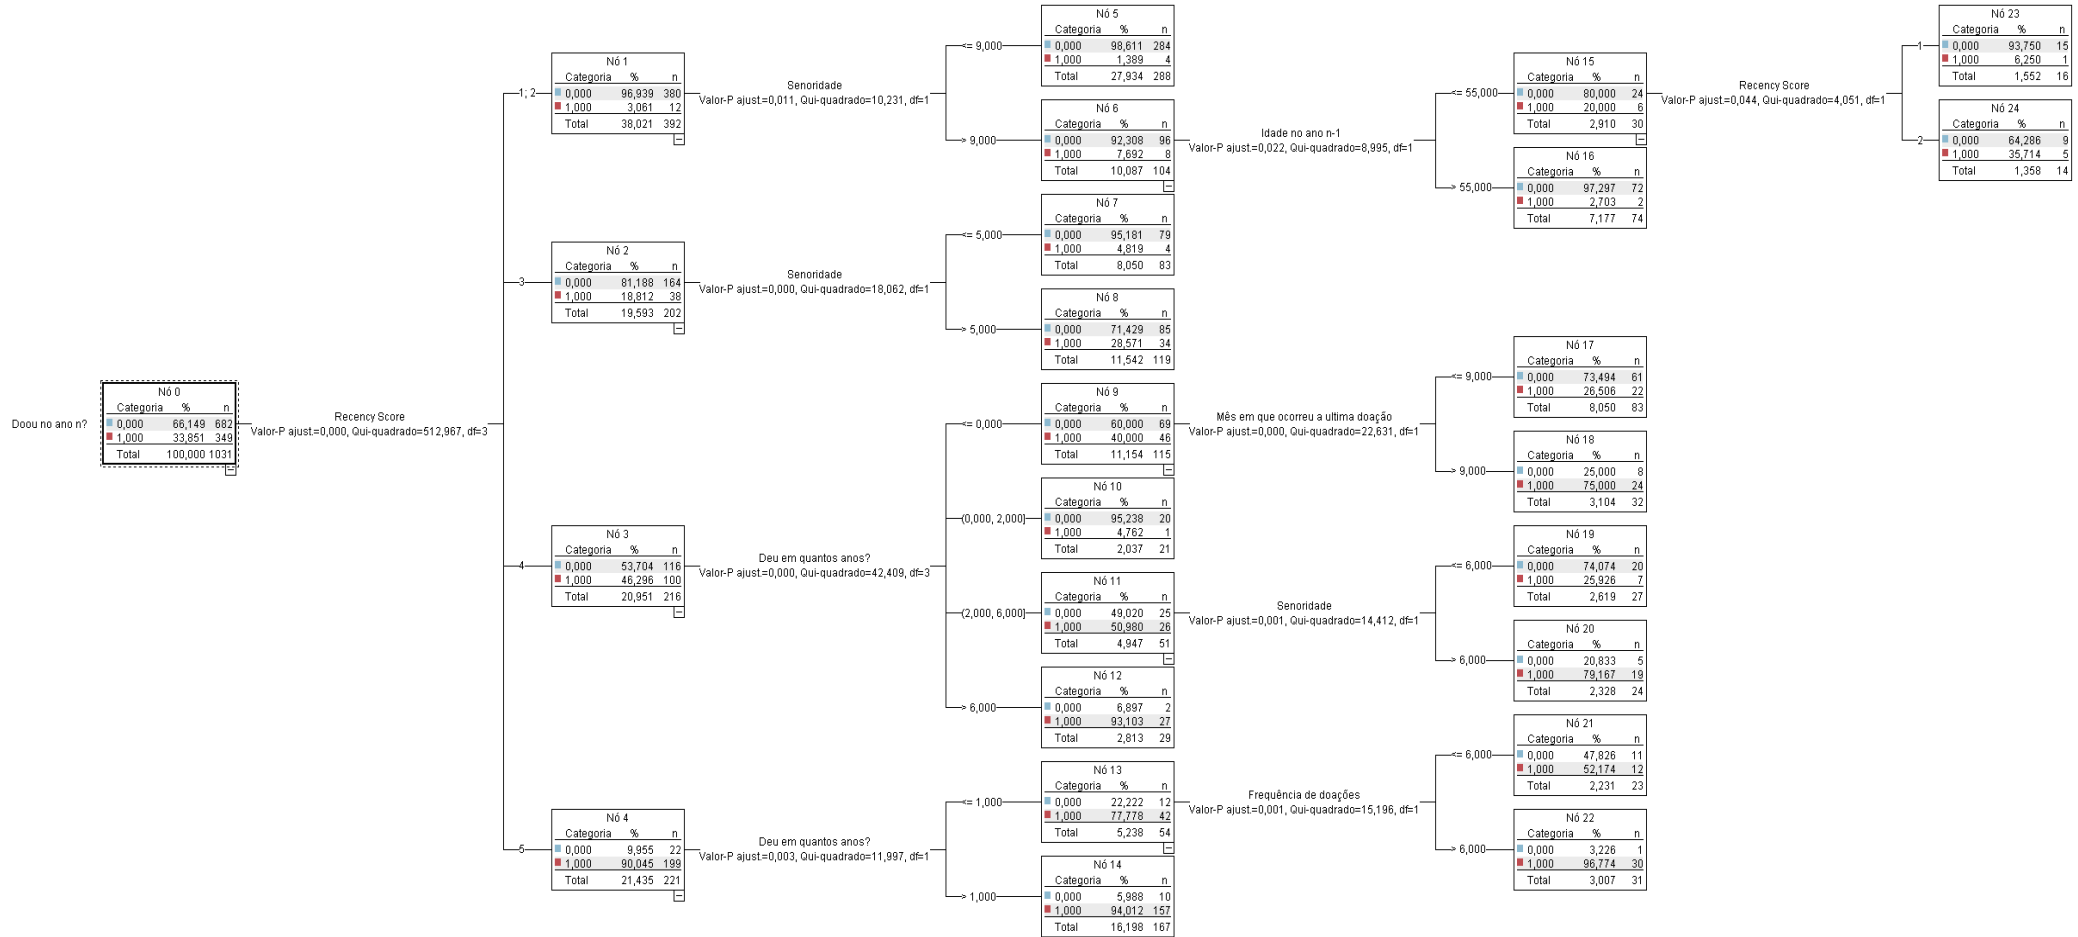 Doou no ano n?
Nó 0
Categoria % n
0,000 66,149 682
1,000 33,851 349
Total 100,000 1031
Recency Score
Valor-P ajust.=0,000, Qui-quadrado=512,967, df=3
1; 2
Nó 1
Categoria % n
0,000 96,939 380
1,000 3,061 12
Total 38,021 392
Senoridade
Valor-P ajust.=0,011, Qui-quadrado=10,231, df=1
<= 9,000
Nó 5
Categoria % n
0,000 98,611 284
1,000 1,389 4
Total 27,934 288
> 9,000
Nó 6
Categoria % n
0,000 92,308 96
1,000 7,692 8
Total 10,087 104
Idade no ano n-1
Valor-P ajust.=0,022, Qui-quadrado=8,995, df=1
<= 55,000
Nó 15
Categoria % n
0,000 80,000 24
1,000 20,000 6
Total 2,910 30
Recency Score
Valor-P ajust.=0,044, Qui-quadrado=4,051, df=1
1
Nó 23
Categoria % n
0,000 93,750 15
1,000 6,250 1
Total 1,552 16
2
Nó 24
Categoria % n
0,000 64,286 9
1,000 35,714 5
Total 1,358 14
> 55,000
Nó 16
Categoria % n
0,000 97,297 72
1,000 2,703 2
Total 7,177 74
3
Nó 2
Categoria % n
0,000 81,188 164
1,000 18,812 38
Total 19,593 202
Senoridade
Valor-P ajust.=0,000, Qui-quadrado=18,062, df=1
<= 5,000
Nó 7
Categoria % n
0,000 95,181 79
1,000 4,819 4
Total 8,050 83
> 5,000
Nó 8
Categoria % n
0,000 71,429 85
1,000 28,571 34
Total 11,542 119
4
Nó 3
Categoria % n
0,000 53,704 116
1,000 46,296 100
Total 20,951 216
Deu em quantos anos?
Valor-P ajust.=0,000, Qui-quadrado=42,409, df=3
<= 0,000
Nó 9
Categoria % n
0,000 60,000 69
1,000 40,000 46
Total 11,154 115
Mês em que ocorreu a ultima doação
Valor-P ajust.=0,000, Qui-quadrado=22,631, df=1
<= 9,000
Nó 17
Categoria % n
0,000 73,494 61
1,000 26,506 22
Total 8,050 83
> 9,000
Nó 18
Categoria % n
0,000 25,000 8
1,000 75,000 24
Total 3,104 32
(0,000, 2,000]
Nó 10
Categoria % n
0,000 95,238 20
1,000 4,762 1
Total 2,037 21
(2,000, 6,000]
Nó 11
Categoria % n
0,000 49,020 25
1,000 50,980 26
Total 4,947 51
Senoridade
Valor-P ajust.=0,001, Qui-quadrado=14,412, df=1
<= 6,000
Nó 19
Categoria % n
0,000 74,074 20
1,000 25,926 7
Total 2,619 27
> 6,000
Nó 20
Categoria % n
0,000 20,833 5
1,000 79,167 19
Total 2,328 24
> 6,000
Nó 12
Categoria % n
0,000 6,897 2
1,000 93,103 27
Total 2,813 29
5
Nó 4
Categoria % n
0,000 9,955 22
1,000 90,045 199
Total 21,435 221
Deu em quantos anos?
Valor-P ajust.=0,003, Qui-quadrado=11,997, df=1
<= 1,000
Nó 13
Categoria % n
0,000 22,222 12
1,000 77,778 42
Total 5,238 54
Frequência de doações
Valor-P ajust.=0,001, Qui-quadrado=15,196, df=1
<= 6,000
Nó 21
Categoria % n
0,000 47,826 11
1,000 52,174 12
Total 2,231 23
> 6,000
Nó 22
Categoria % n
0,000 3,226 1
1,000 96,774 30
Total 3,007 31
> 1,000
Nó 14
Categoria % n
0,000 5,988 10
1,000 94,012 157
Total 16,198 167